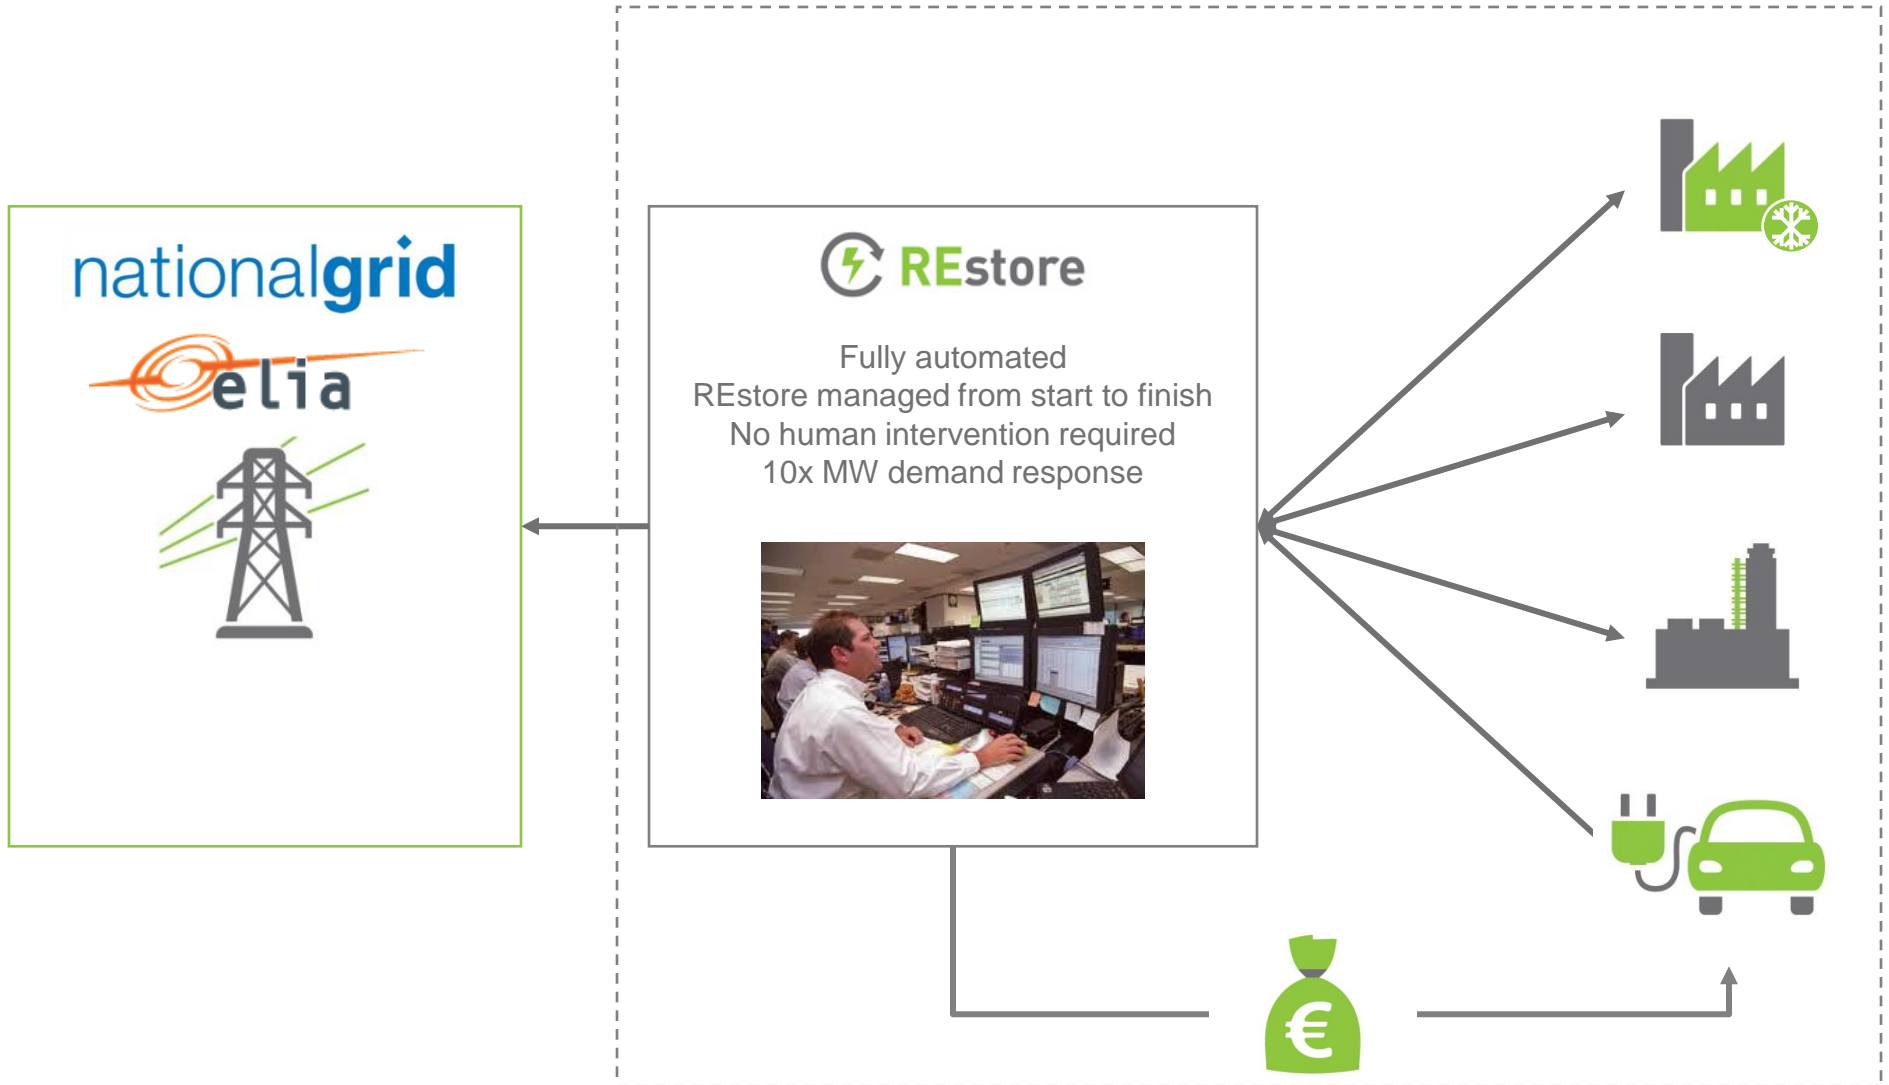 nationalgrid
elia
REstore
Fully automated
REstore managed from start to finish
No human intervention required
10x MW demand response
€